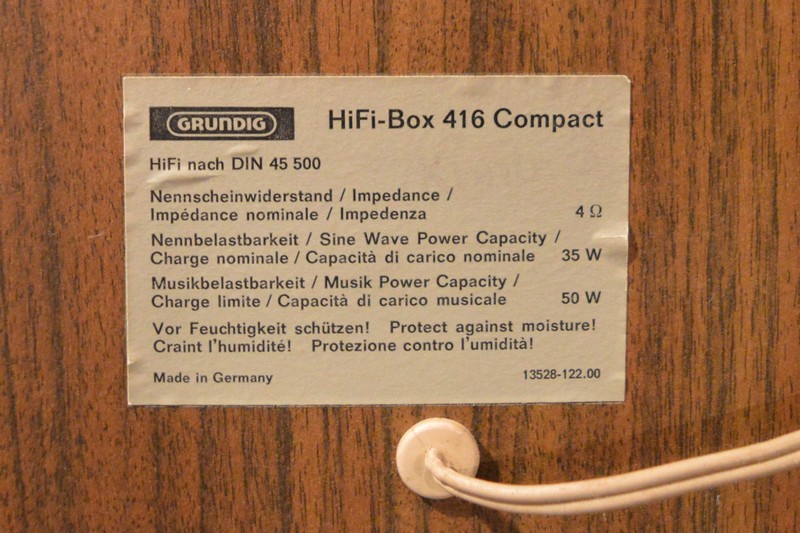 GRUNDIG HiFi-Box 416 Compact
HiFi nach DIN 45 500
Nennscheinwiderstand / Impedance /
Impédance nominale / Impedenza 4 Ω
Nennbelastbarkeit / Sine Wave Power Capacity /
Charge nominale / Capacità di carico nominale 35 W
Musikbelastbarkeit / Musik Power Capacity /
Charge limite / Capacità di carico musicale 50 W
Vor Feuchtigkeit schützen! Protect against moisture!
Craint l'humidité! Protezione contro l'umidità!
Made in Germany 13528-122.00